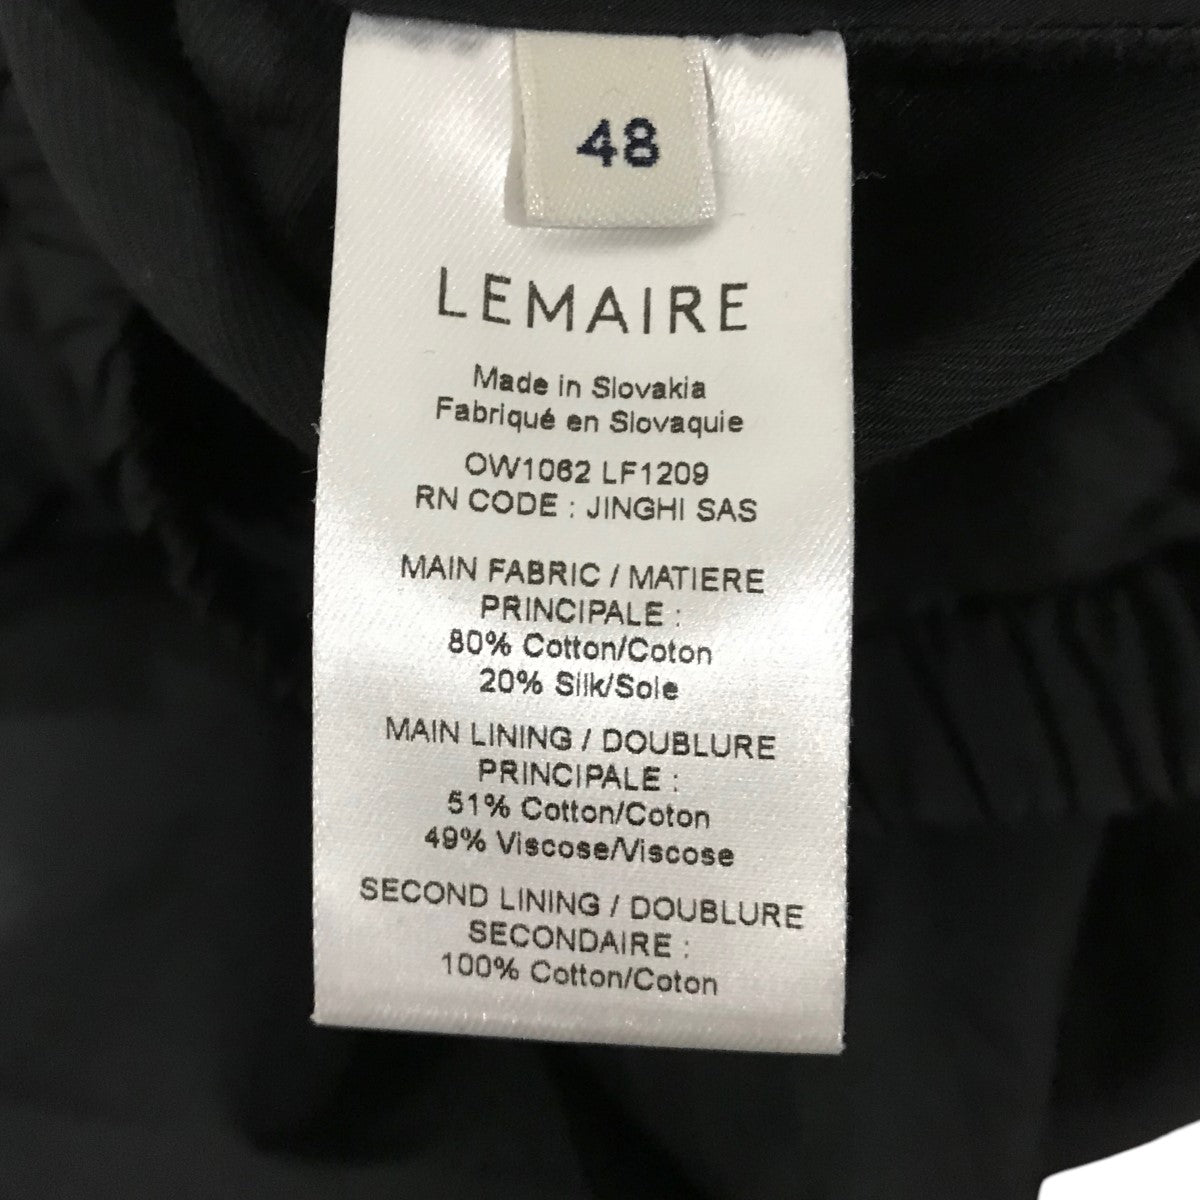 48
LEMAIRE
Made in Slovakia
Fabriqué en Slovaquie
OW1062 LF1209
RN CODE : JINGHI SAS
MAIN FABRIC / MATIERE
PRINCIPALE :
80% Cotton/Coton
20% Silk/Soie
MAIN LINING / DOUBLURE
PRINCIPALE :
51% Cotton/Coton
49% Viscose/Viscose
SECOND LINING / DOUBLURE
SECONDAIRE :
100% Cotton/Coton